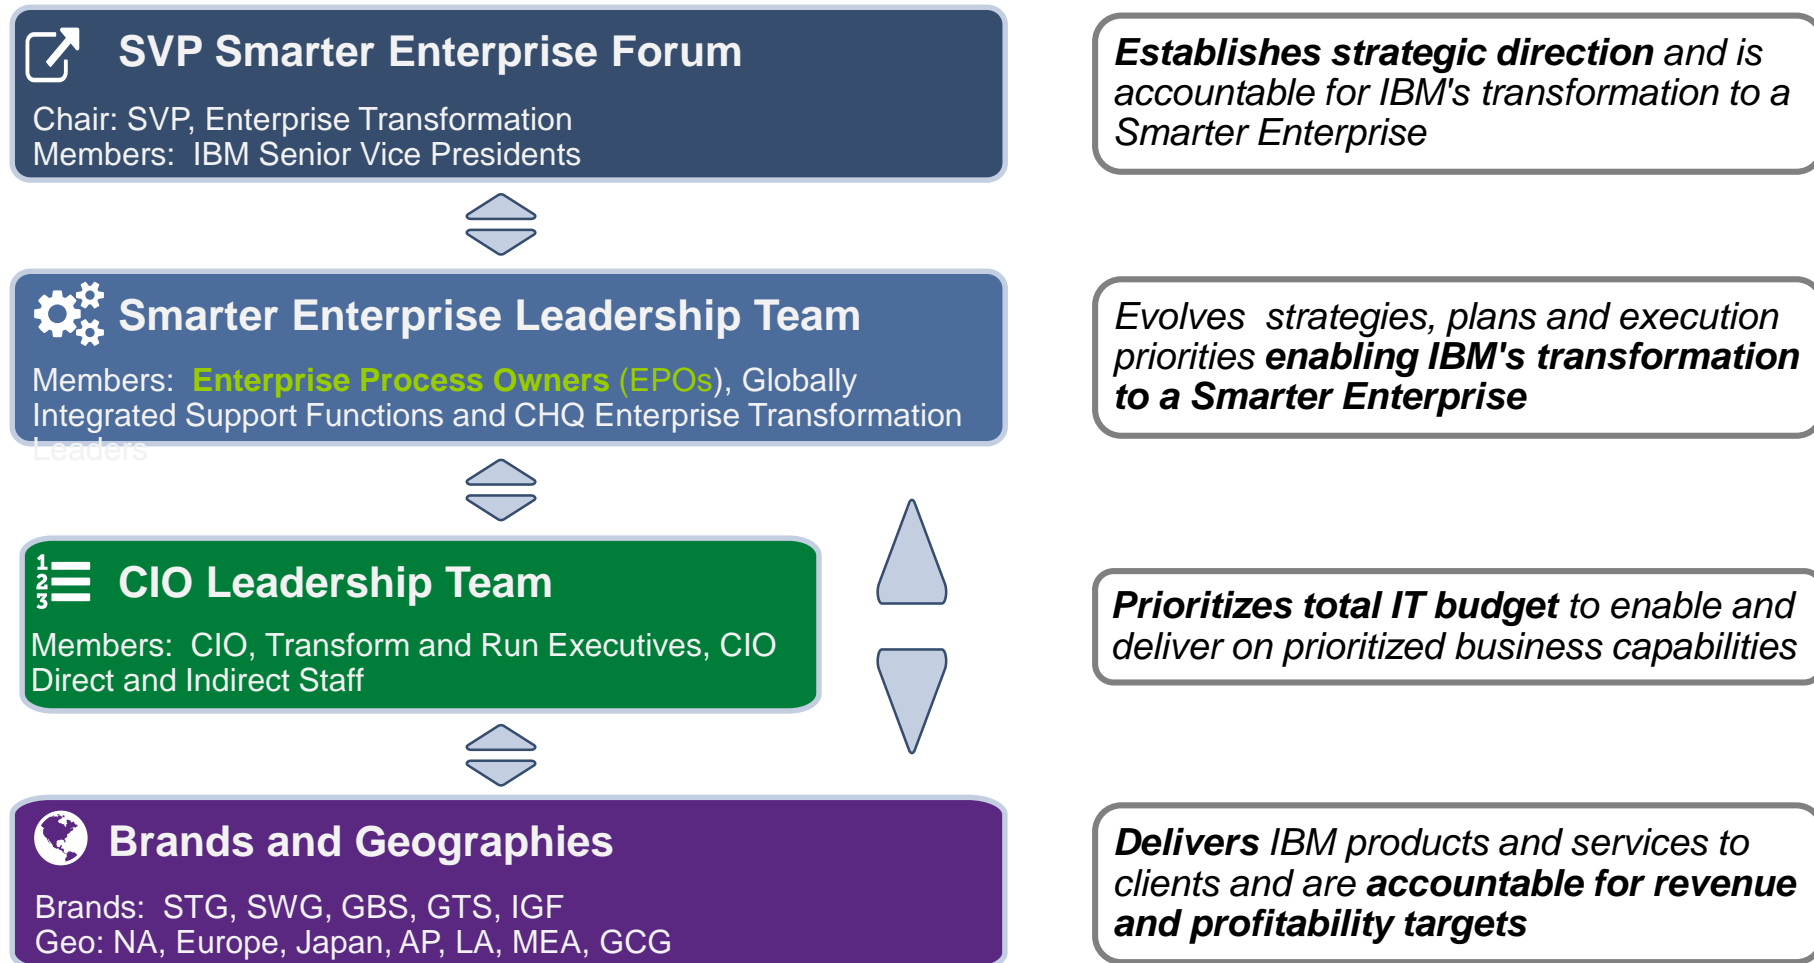 SVP Smarter Enterprise Forum
Chair: SVP, Enterprise Transformation
Members: IBM Senior Vice Presidents
Establishes strategic direction and is
accountable for IBM's transformation to a
Smarter Enterprise
Smarter Enterprise Leadership Team
Members: Enterprise Process Owners (EPOs), Globally
Integrated Support Functions and CHQ Enterprise Transformation
Leaders
Evolves strategies, plans and execution
priorities enabling IBM's transformation
to a Smarter Enterprise
1
2
3
CIO Leadership Team
Members: CIO, Transform and Run Executives, CIO
Direct and Indirect Staff
Prioritizes total IT budget to enable and
deliver on prioritized business capabilities
Brands and Geographies
Brands: STG, SWG, GBS, GTS, IGF
Geo: NA, Europe, Japan, AP, LA, MEA, GCG
Delivers IBM products and services to
clients and are accountable for revenue
and profitability targets